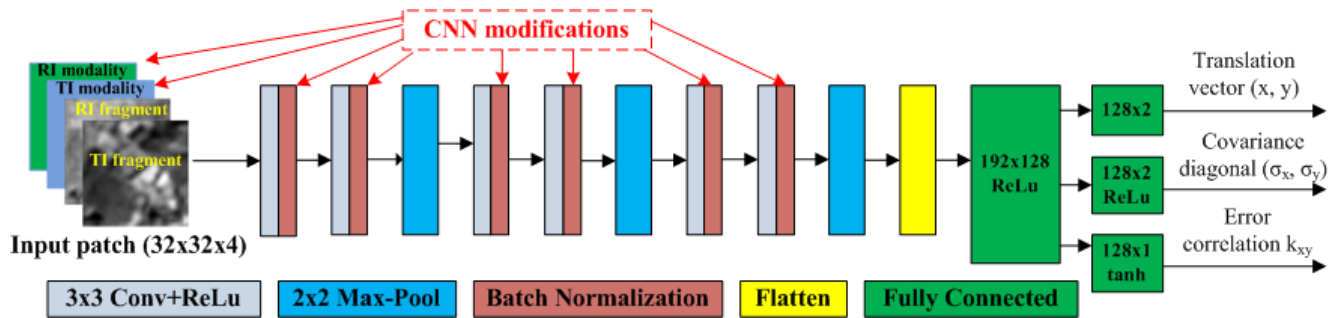 CNN modifications
RI modality
TI modality
RI fragment
TI fragment
Input patch (32x32x4)
192x128
ReLu
128x2
128x2
ReLu
128x1
tanh
Translation
vector (x, y)
Covariance
diagonal (σx, σy)
Error
correlation kxy
3x3 Conv+ReLu
2x2 Max-Pool
Batch Normalization
Flatten
Fully Connected